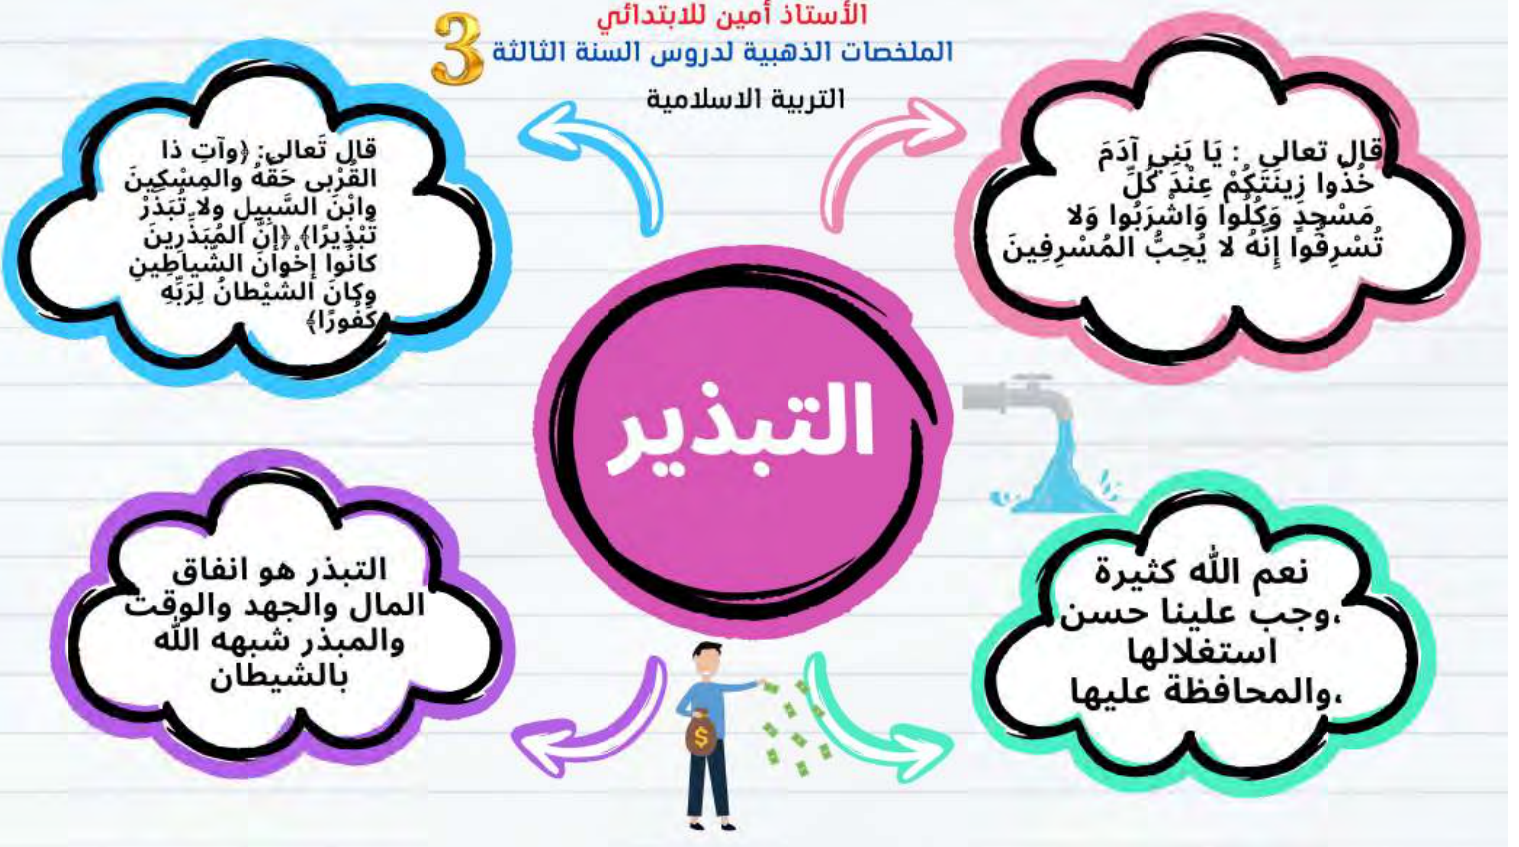 الأستاذ أمين للابتدائي
الملخصات الذهبية لدروس السنة الثالثة 3
التربية الاسلامية
قال تعالى : يَا بَنِي آدَمَ
خُذُوا زِينَتَكُمْ عِنْدَ كُلِّ
مَسْجِدٍ وَكُلُوا وَاشْرَبُوا وَلا
تُسْرِفُوا إِنَّهُ لا يُحِبُّ المُسْرِفِينَ
قال تَعالى: ﴿وآتِ ذا
القُرْبى حَقَّهُ والمِسْكِينَ
وابْنَ السَّبِيلِ ولا تُبَذِّرْ
تَبْذِيرًا﴾ ﴿إنَّ المُبَذِّرِينَ
كانُوا إخْوانَ الشَّياطِينِ
وكانَ الشَّيْطانُ لِرَبِّهِ
كَفُورًا﴾
التبذير
نعم الله كثيرة
،وجب علينا حسن
استغلالها
،والمحافظة عليها
التبذر هو انفاق
المال والجهد والوقت
والمبذر شبهه الله
بالشيطان
$